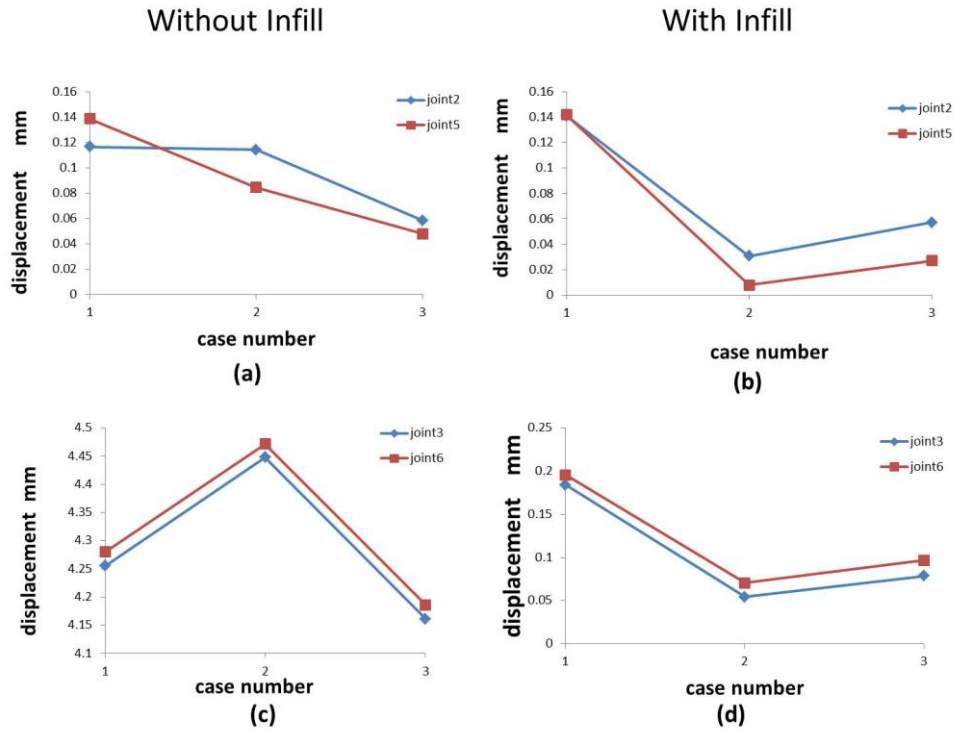 Without Infill
With Infill
displacement mm
0.16
0.14
0.12
0.1
0.08
0.06
0.04
0.02
0
1
2
3
joint2
joint5
case number
(a)
displacement mm
0.16
0.14
0.12
0.1
0.08
0.06
0.04
0.02
0
1
2
3
joint2
joint5
case number
(b)
displacement mm
4.5
4.45
4.4
4.35
4.3
4.25
4.2
4.15
4.1
1
2
3
joint3
joint6
case number
(c)
displacement mm
0.25
0.2
0.15
0.1
0.05
0
1
2
3
joint3
joint6
case number
(d)